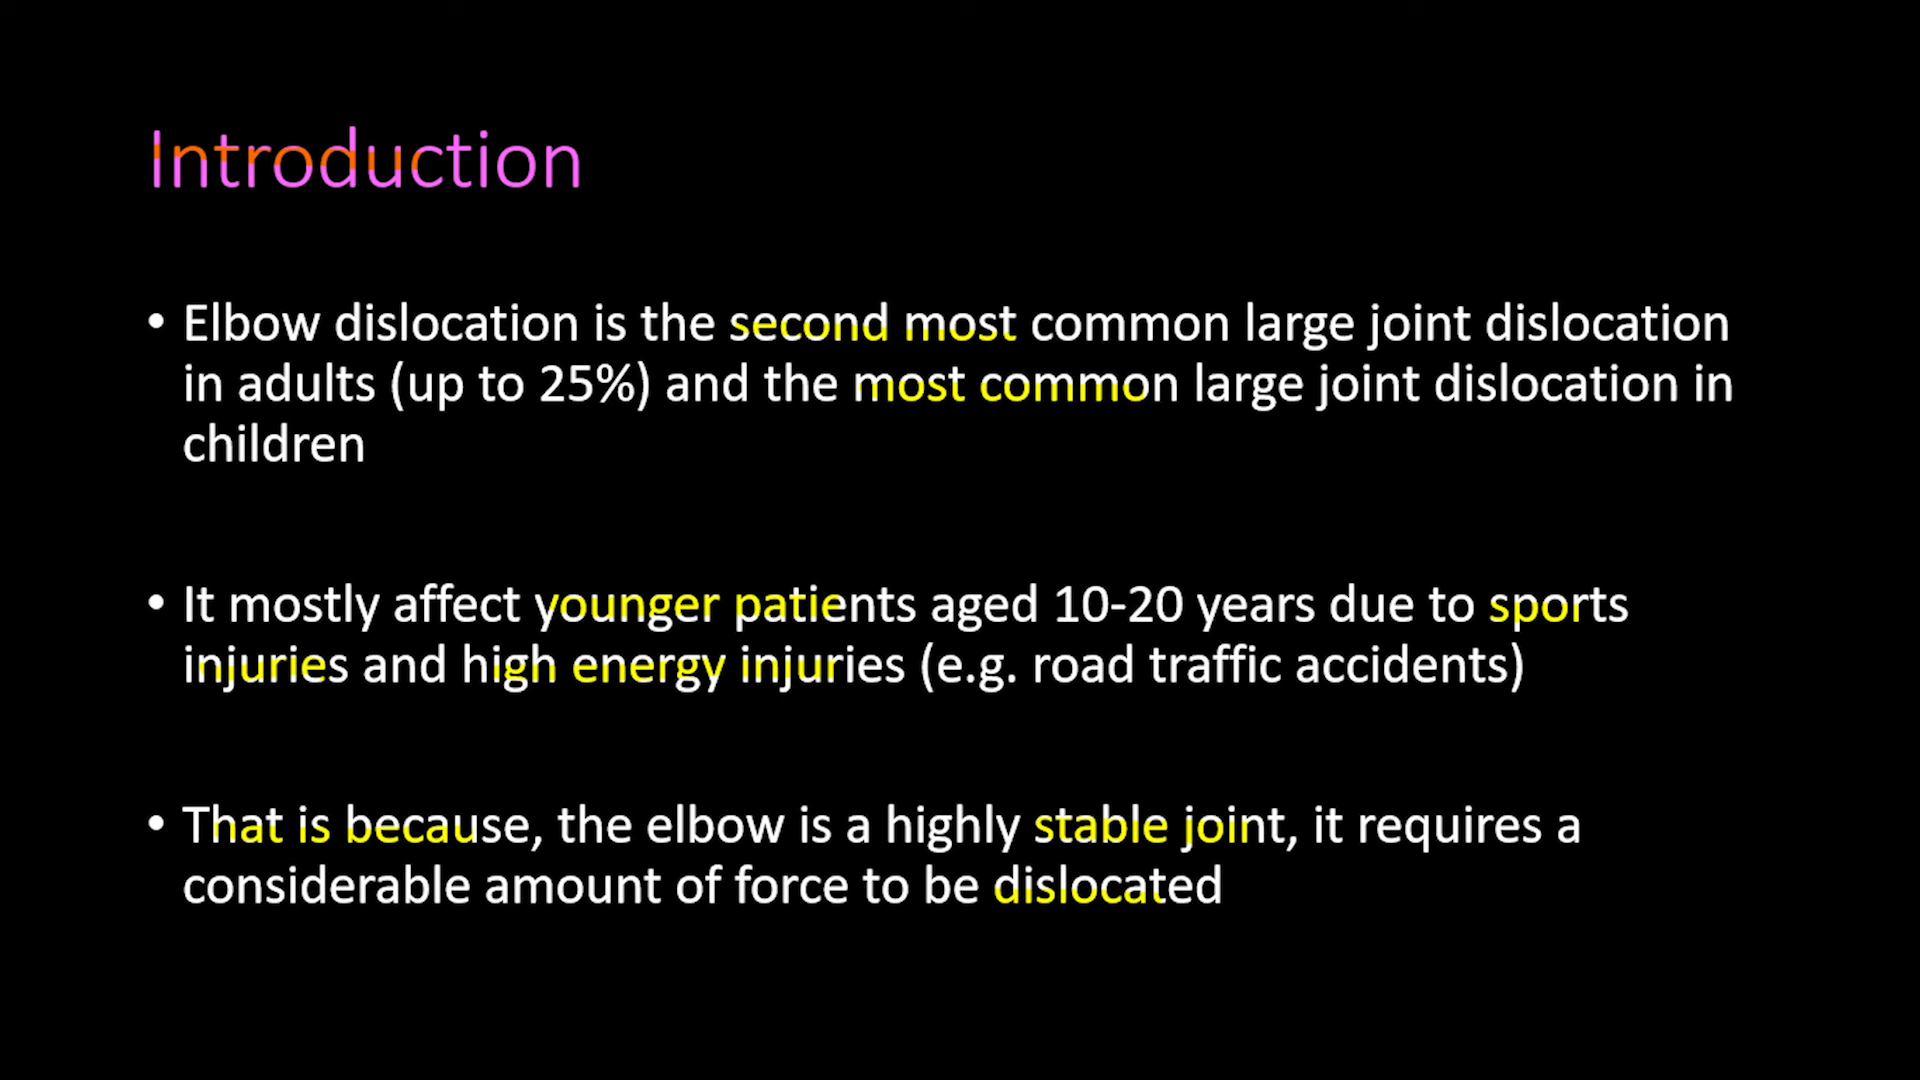 Introduction
• Elbow dislocation is the second most common large joint dislocation
in adults (up to 25%) and the most common large joint dislocation in
children
• It mostly affect younger patients aged 10-20 years due to sports
injuries and high energy injuries (e.g. road traffic accidents)
• That is because, the elbow is a highly stable joint, it requires a
considerable amount of force to be dislocated